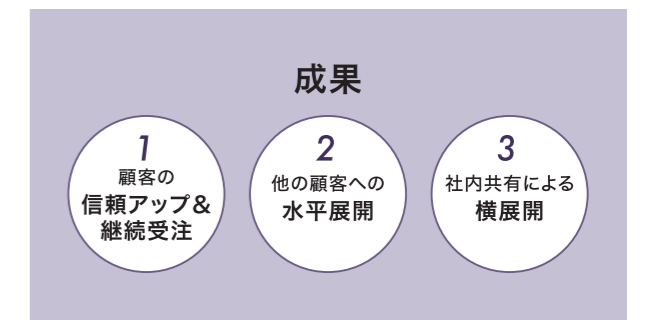 成果
1
顧客の
信頼アップ&
継続受注
2
他の顧客への
水平展開
3
社内共有による
横展開